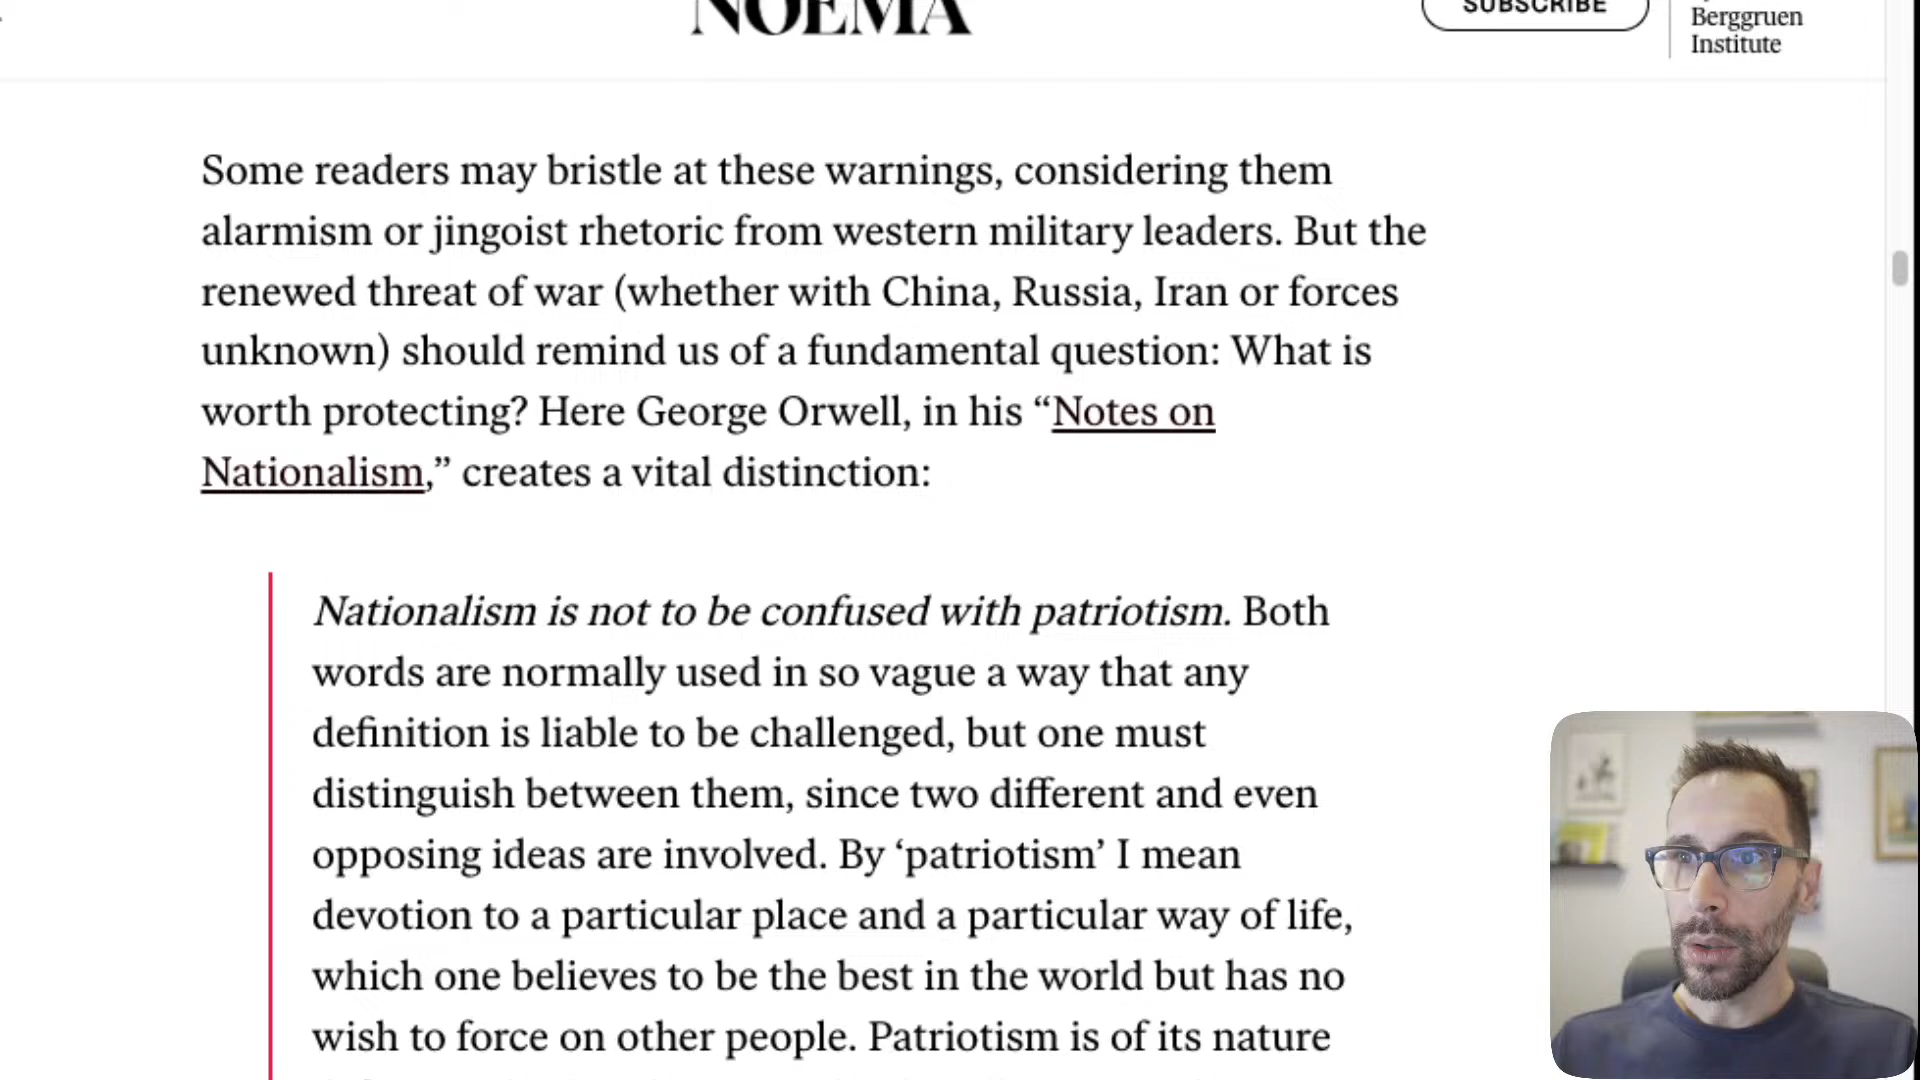 NOEMA
SUBSCRIBE
Berggruen
Institute
Some readers may bristle at these warnings, considering them
alarmism or jingoist rhetoric from western military leaders. But the
renewed threat of war (whether with China, Russia, Iran or forces
unknown) should remind us of a fundamental question: What is
worth protecting? Here George Orwell, in his “Notes on
Nationalism,” creates a vital distinction:
Nationalism is not to be confused with patriotism. Both
words are normally used in so vague a way that any
definition is liable to be challenged, but one must
distinguish between them, since two different and even
opposing ideas are involved. By ‘patriotism’ I mean
devotion to a particular place and a particular way of life,
which one believes to be the best in the world but has no
wish to force on other people. Patriotism is of its nature